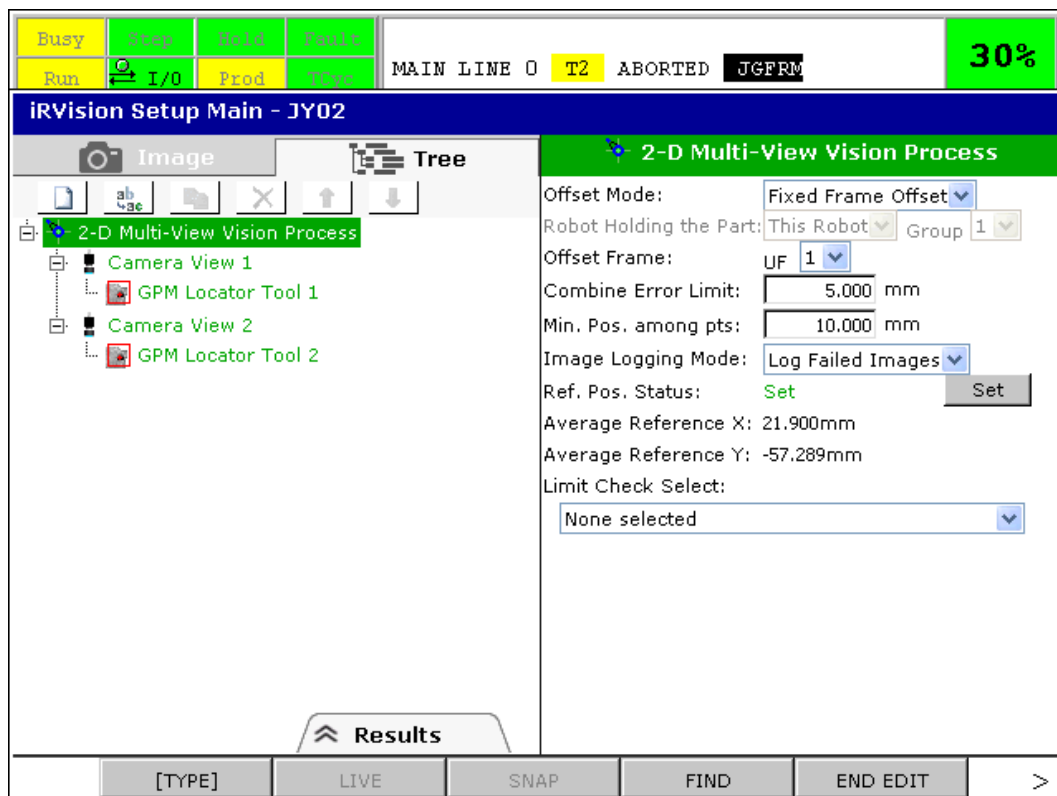 Busy Step Hold Fault
Run I/O Prod TCyc
MAIN LINE 0 T2 ABORTED JGFRM
30%
iRVision Setup Main - JY02
Image
Tree
2-D Multi-View Vision Process
Camera View 1
GPM Locator Tool 1
Camera View 2
GPM Locator Tool 2
Results
2-D Multi-View Vision Process
Offset Mode: Fixed Frame Offset
Robot Holding the Part: This Robot Group 1
Offset Frame: UF 1
Combine Error Limit: 5.000 mm
Min. Pos. among pts: 10.000 mm
Image Logging Mode: Log Failed Images
Ref. Pos. Status: Set Set
Average Reference X: 21.900mm
Average Reference Y: -57.289mm
Limit Check Select:
None selected
[TYPE] LIVE SNAP FIND END EDIT >